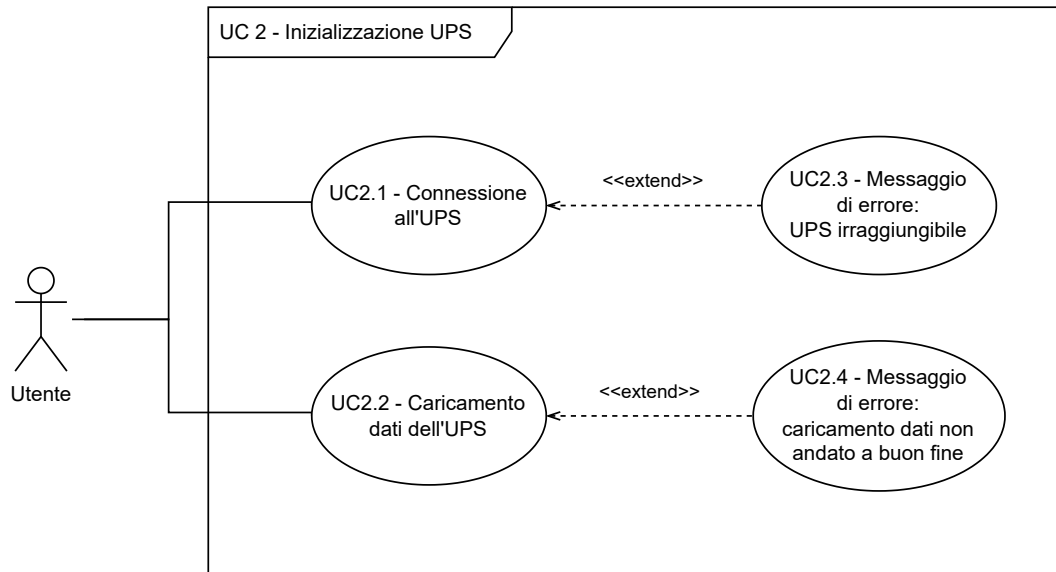 UC 2 - Inizializzazione UPS
UC2.1 - Connessione
all'UPS
<<extend>>
UC2.3 - Messaggio
di errore:
UPS irraggiungibile
Utente
UC2.2 - Caricamento
dati dell'UPS
<<extend>>
UC2.4 - Messaggio
di errore:
caricamento dati non
andato a buon fine